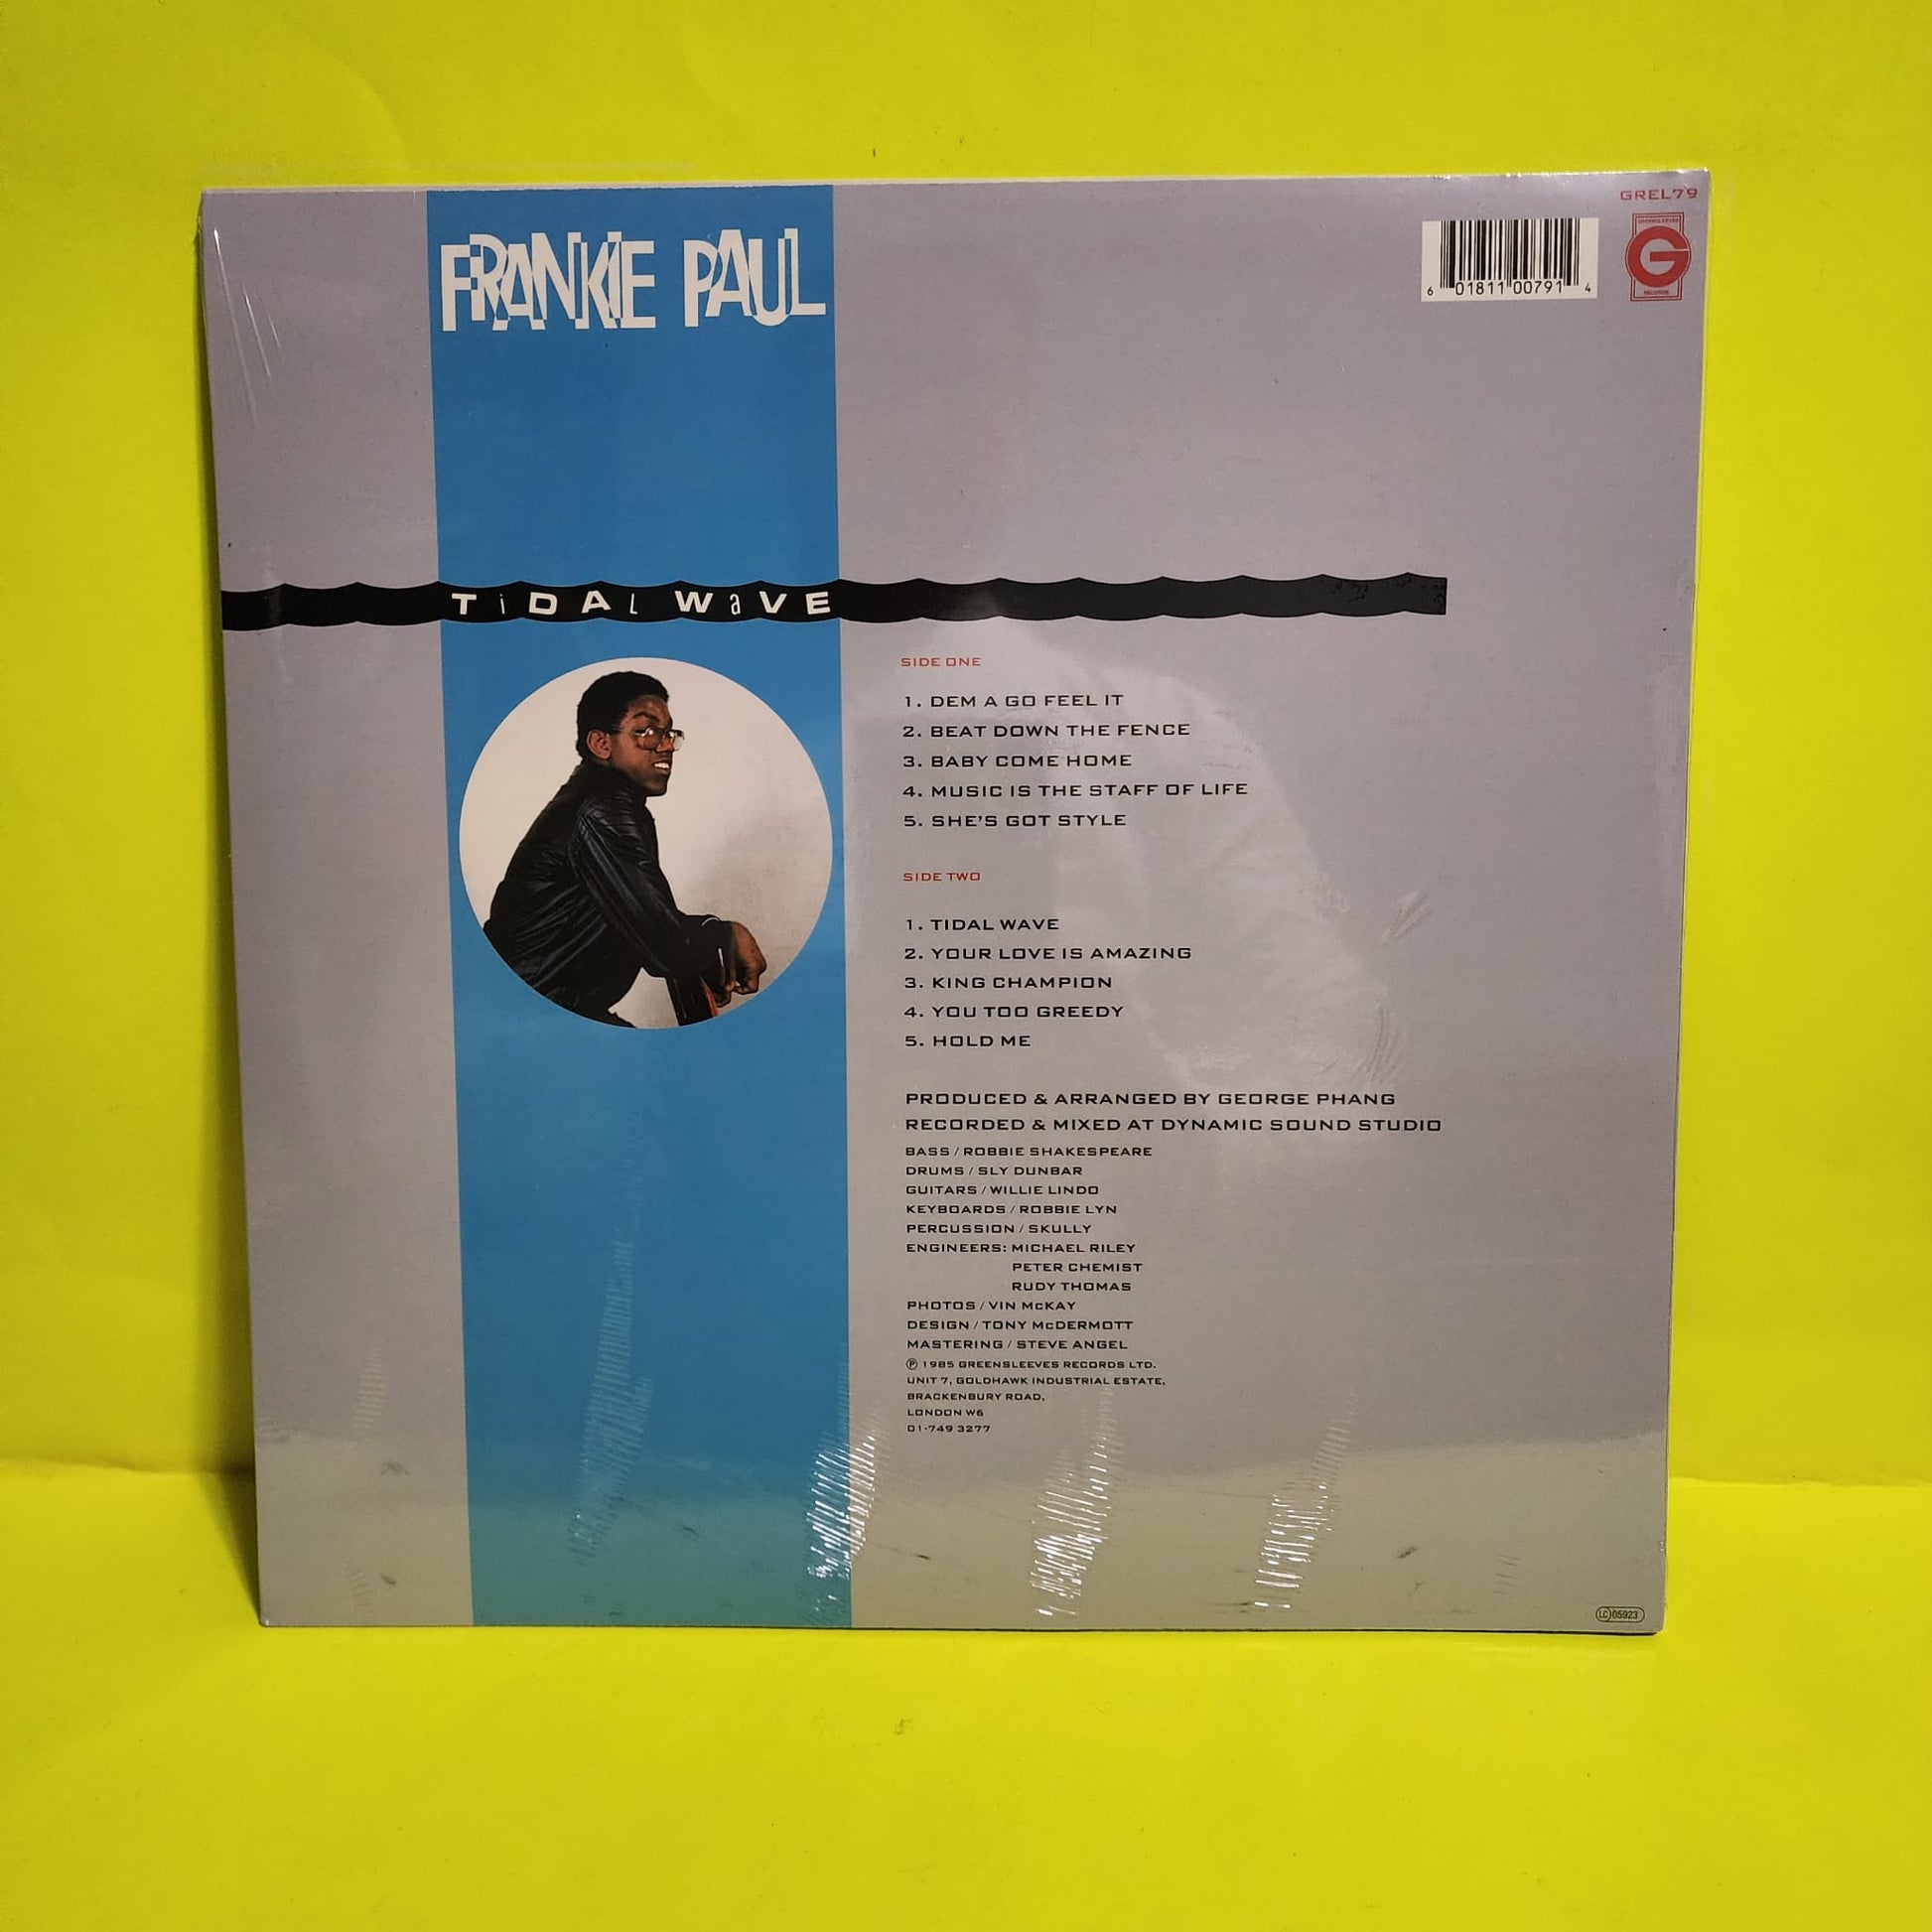 GREL79
GREENSLEEVES
G
RECORDS
6 01811 00791 4
FRANKIE PAUL
TiDAL WaVE
SIDE ONE
1. DEM A GO FEEL IT
2. BEAT DOWN THE FENCE
3. BABY COME HOME
4. MUSIC IS THE STAFF OF LIFE
5. SHE'S GOT STYLE
SIDE TWO
1. TIDAL WAVE
2. YOUR LOVE IS AMAZING
3. KING CHAMPION
4. YOU TOO GREEDY
5. HOLD ME
PRODUCED & ARRANGED BY GEORGE PHANG
RECORDED & MIXED AT DYNAMIC SOUND STUDIO
BASS / ROBBIE SHAKESPEARE
DRUMS / SLY DUNBAR
GUITARS / WILLIE LINDO
KEYBOARDS / ROBBIE LYN
PERCUSSION / SKULLY
ENGINEERS: MICHAEL RILEY
PETER CHEMIST
RUDY THOMAS
PHOTOS / VIN McKAY
DESIGN / TONY McDERMOTT
MASTERING / STEVE ANGEL
℗ 1985 GREENSLEEVES RECORDS LTD.
UNIT 7, GOLDHAWK INDUSTRIAL ESTATE,
BRACKENBURY ROAD,
LONDON W6
01-749 3277
LC 05923